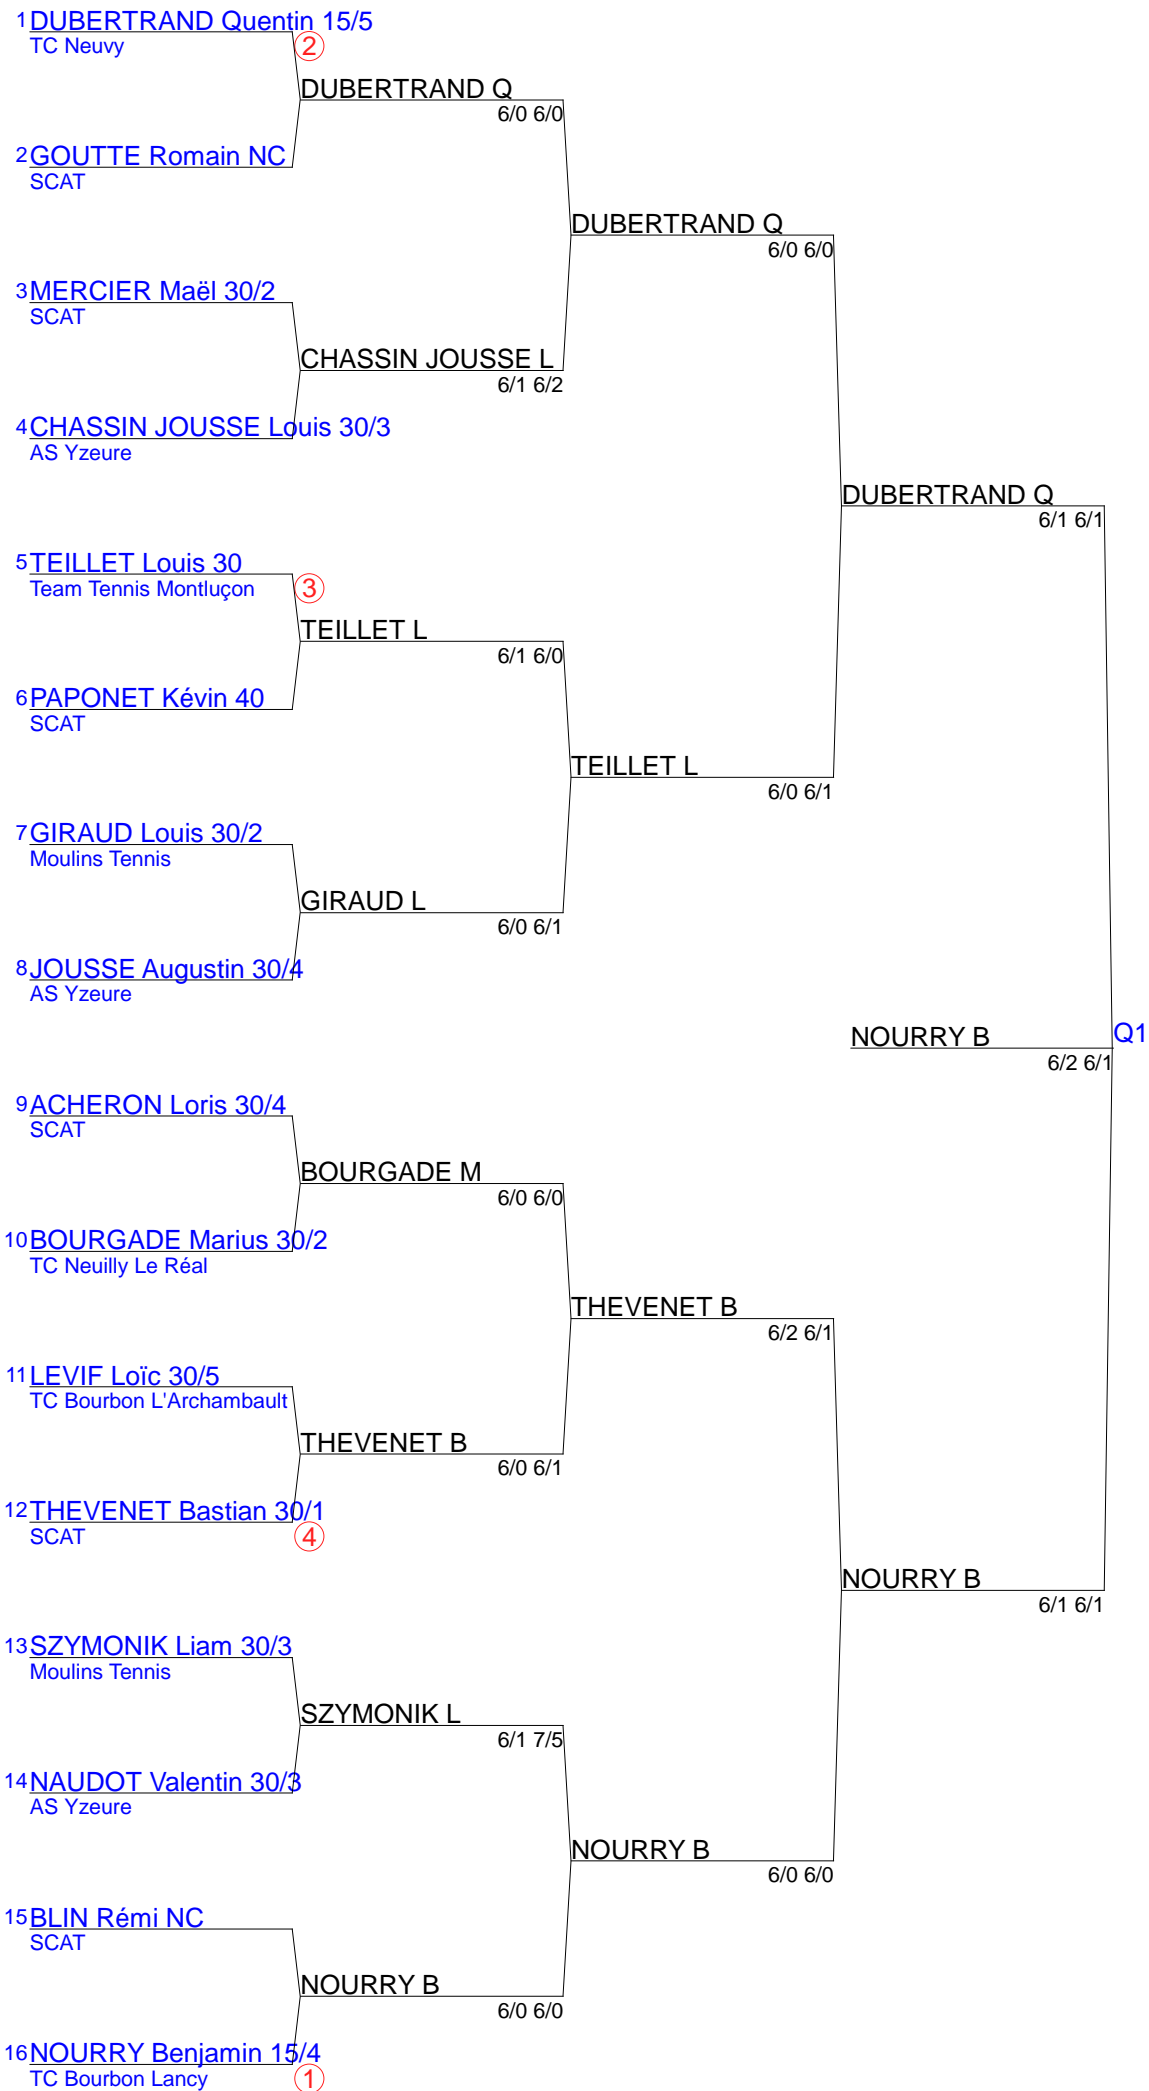 1 DUBERTRAND Quentin 15/5
TC Neuvy
2
DUBERTRAND Q
6/0 6/0
2 GOUTTE Romain NC
SCAT
DUBERTRAND Q
6/0 6/0
3 MERCIER Maël 30/2
SCAT
CHASSIN JOUSSE L
6/1 6/2
4 CHASSIN JOUSSE Louis 30/3
AS Yzeure
DUBERTRAND Q
6/1 6/1
5 TEILLET Louis 30
Team Tennis Montluçon
3
TEILLET L
6/1 6/0
6 PAPONET Kévin 40
SCAT
TEILLET L
6/0 6/1
7 GIRAUD Louis 30/2
Moulins Tennis
GIRAUD L
6/0 6/1
8 JOUSSE Augustin 30/4
AS Yzeure
NOURRY B
Q1
6/2 6/1
9 ACHERON Loris 30/4
SCAT
BOURGADE M
6/0 6/0
10 BOURGADE Marius 30/2
TC Neuilly Le Réal
THEVENET B
6/2 6/1
11 LEVIF Loïc 30/5
TC Bourbon L'Archambault
THEVENET B
6/0 6/1
12 THEVENET Bastian 30/1
SCAT
4
NOURRY B
6/1 6/1
13 SZYMONIK Liam 30/3
Moulins Tennis
SZYMONIK L
6/1 7/5
14 NAUDOT Valentin 30/3
AS Yzeure
NOURRY B
6/0 6/0
15 BLIN Rémi NC
SCAT
NOURRY B
6/0 6/0
16 NOURRY Benjamin 15/4
TC Bourbon Lancy
1